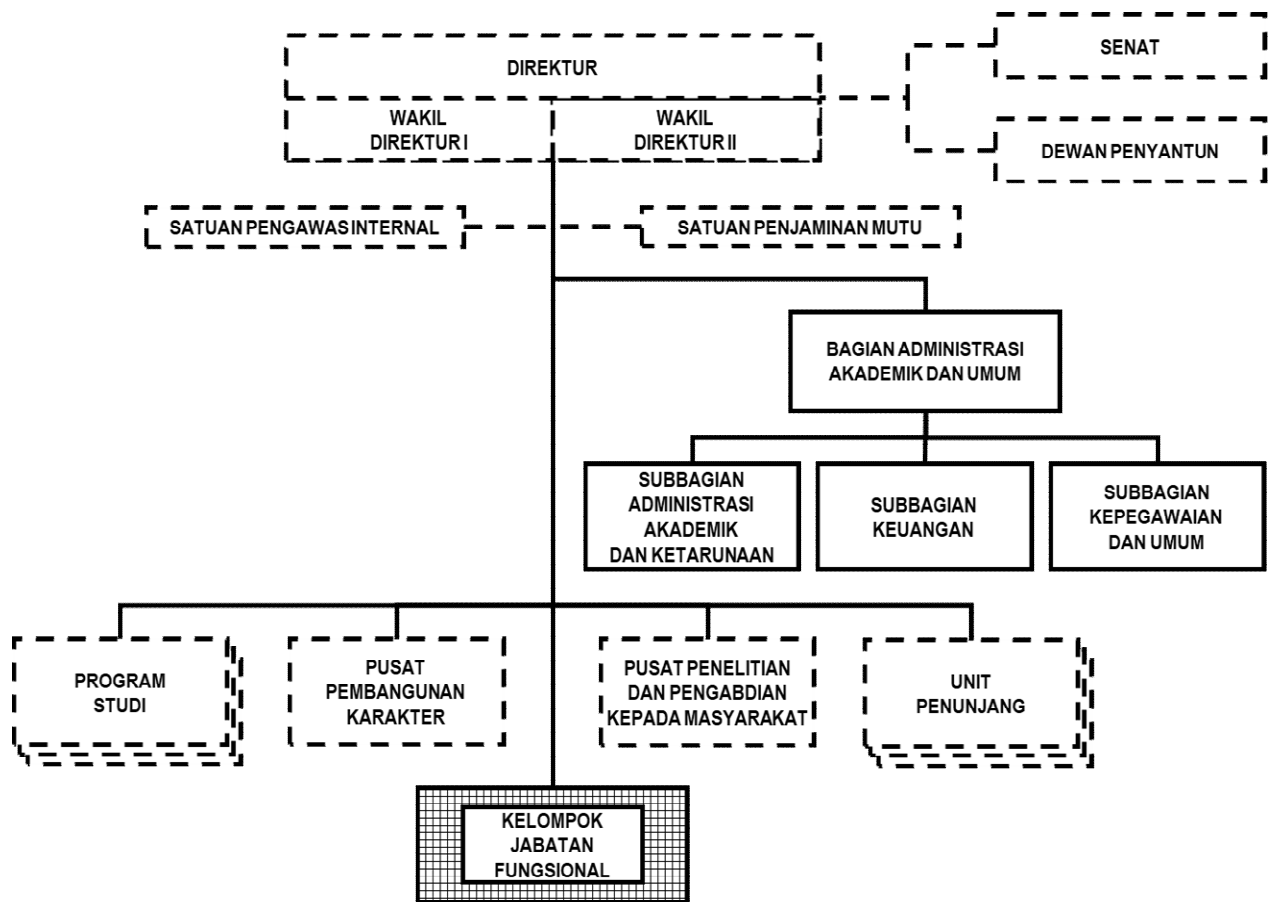 DIREKTUR
WAKIL
DIREKTUR I
WAKIL
DIREKTUR II
SENAT
DEWAN PENYANTUN
SATUAN PENGAWAS INTERNAL
SATUAN PENJAMINAN MUTU
BAGIAN ADMINISTRASI
AKADEMIK DAN UMUM
SUBBAGIAN
ADMINISTRASI
AKADEMIK
DAN KETARUNAAN
SUBBAGIAN
KEUANGAN
SUBBAGIAN
KEPEGAWAIAN
DAN UMUM
PROGRAM
STUDI
PUSAT
PEMBANGUNAN
KARAKTER
PUSAT PENELITIAN
DAN PENGABDIAN
KEPADA MASYARAKAT
UNIT
PENUNJANG
KELOMPOK
JABATAN
FUNGSIONAL